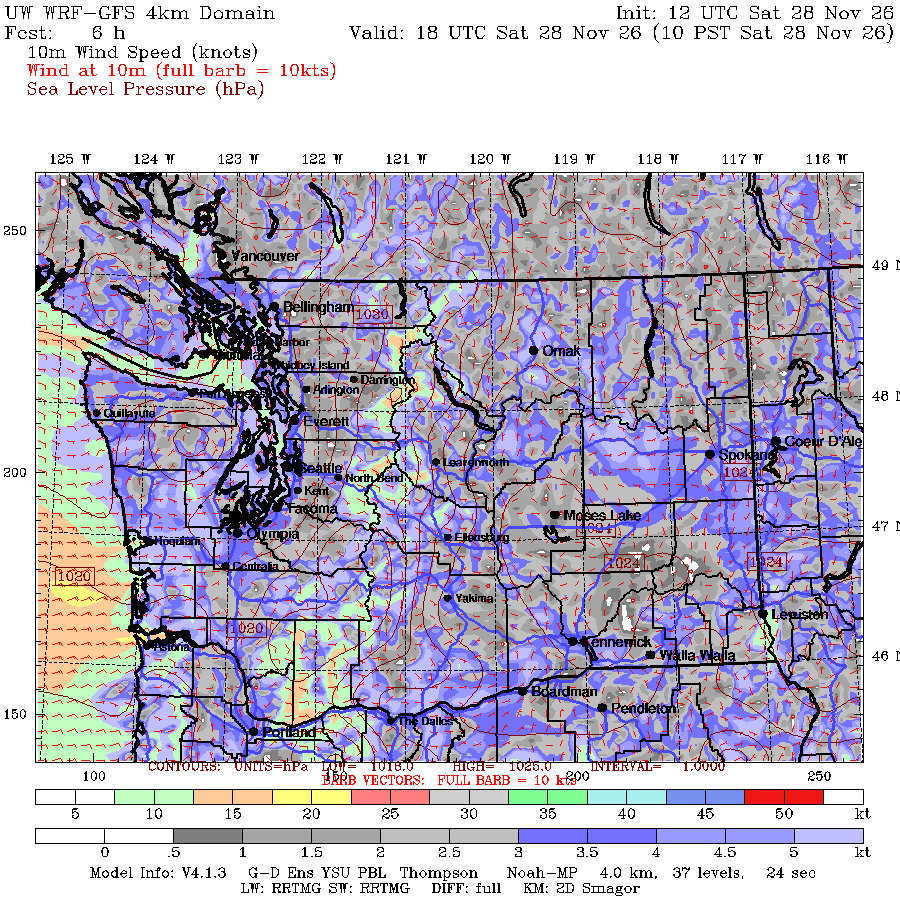 UW WRF-GFS 4km Domain Init: 12 UTC Sat 28 Nov 26
Fcst: 6 h Valid: 18 UTC Sat 28 Nov 26 (10 PST Sat 28 Nov 26)
10m Wind Speed (knots)
Wind at 10m (full barb = 10kts)
Sea Level Pressure (hPa)
125 W 124 W 123 W 122 W 121 W 120 W 119 W 118 W 117 W 116 W
250
Vancouver
49 N
Bellingham
1020
Omak
Sidney Island
Darrington
Arlington
48 N
Quillayute
Everett
Coeur D'Ale
Spokane
Leavenworth
Seattle
200
1024
North Bend
Kent
Tacoma
Moses Lake
1024
47 N
Olympia
Ellensburg
Hoquiam
Centralia
1024
1024
1020
Yakima
Lewiston
1020
Kennewick
Astoria
Walla Walla
46 N
Boardman
Pendleton
150
The Dalles
Portland
CONTOURS: UNITS=hPa LOW= 1018.0 HIGH= 1025.0 INTERVAL= 1.0000
100 150 200 250
BARB VECTORS: FULL BARB = 10 kts
5 10 15 20 25 30 35 40 45 50 kt
0 .5 1 1.5 2 2.5 3 3.5 4 4.5 5 kt
Model Info: V4.1.3 G-D Ens YSU PBL Thompson Noah-MP 4.0 km, 37 levels, 24 sec
LW: RRTMG SW: RRTMG DIFF: full KM: 2D Smagor